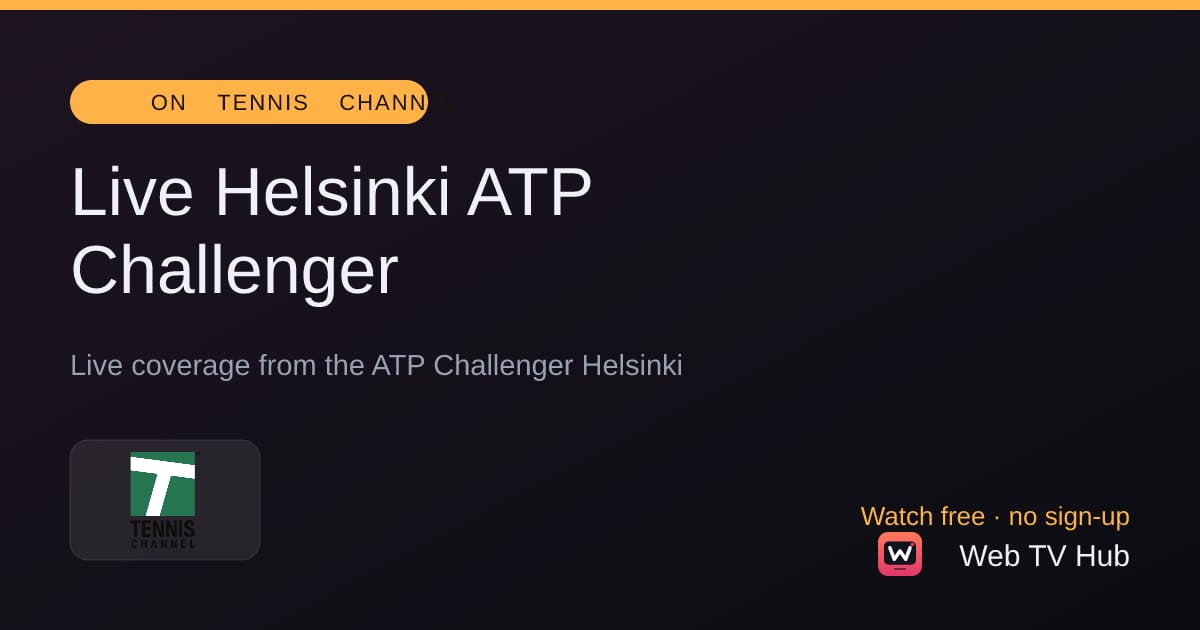 ON TENNIS CHANNEL
Live Helsinki ATP
Challenger
Live coverage from the ATP Challenger Helsinki
TENNIS
CHANNEL
Watch free · no sign-up
Web TV Hub